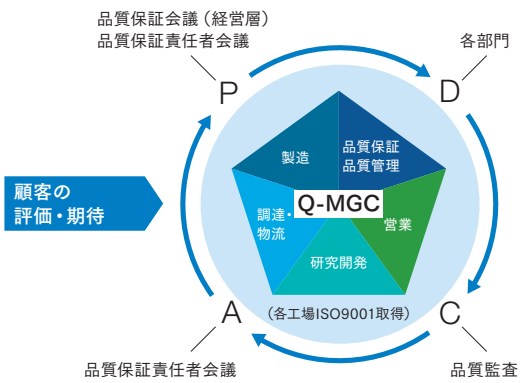 品質保証会議（経営層）
品質保証責任者会議
各部門
P
D
製造
品質保証
品質管理
顧客の
評価・期待
Q-MGC
調達・
物流
営業
研究開発
（各工場ISO9001取得）
A
C
品質保証責任者会議
品質監査